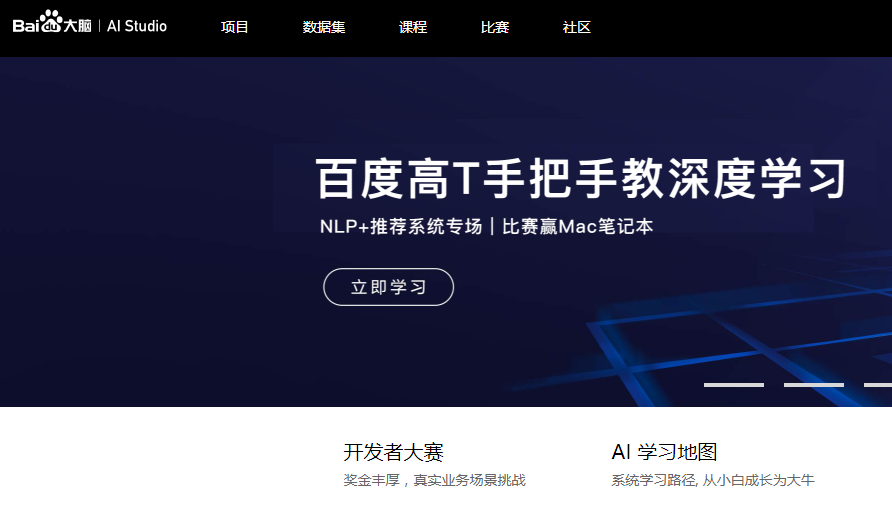 Bai du 大脑 | AI Studio 项目 数据集 课程 比赛 社区
百度高T手把手教深度学习
NLP+推荐系统专场｜比赛赢Mac笔记本
立即学习
开发者大赛 AI 学习地图
奖金丰厚，真实业务场景挑战 系统学习路径, 从小白成长为大牛